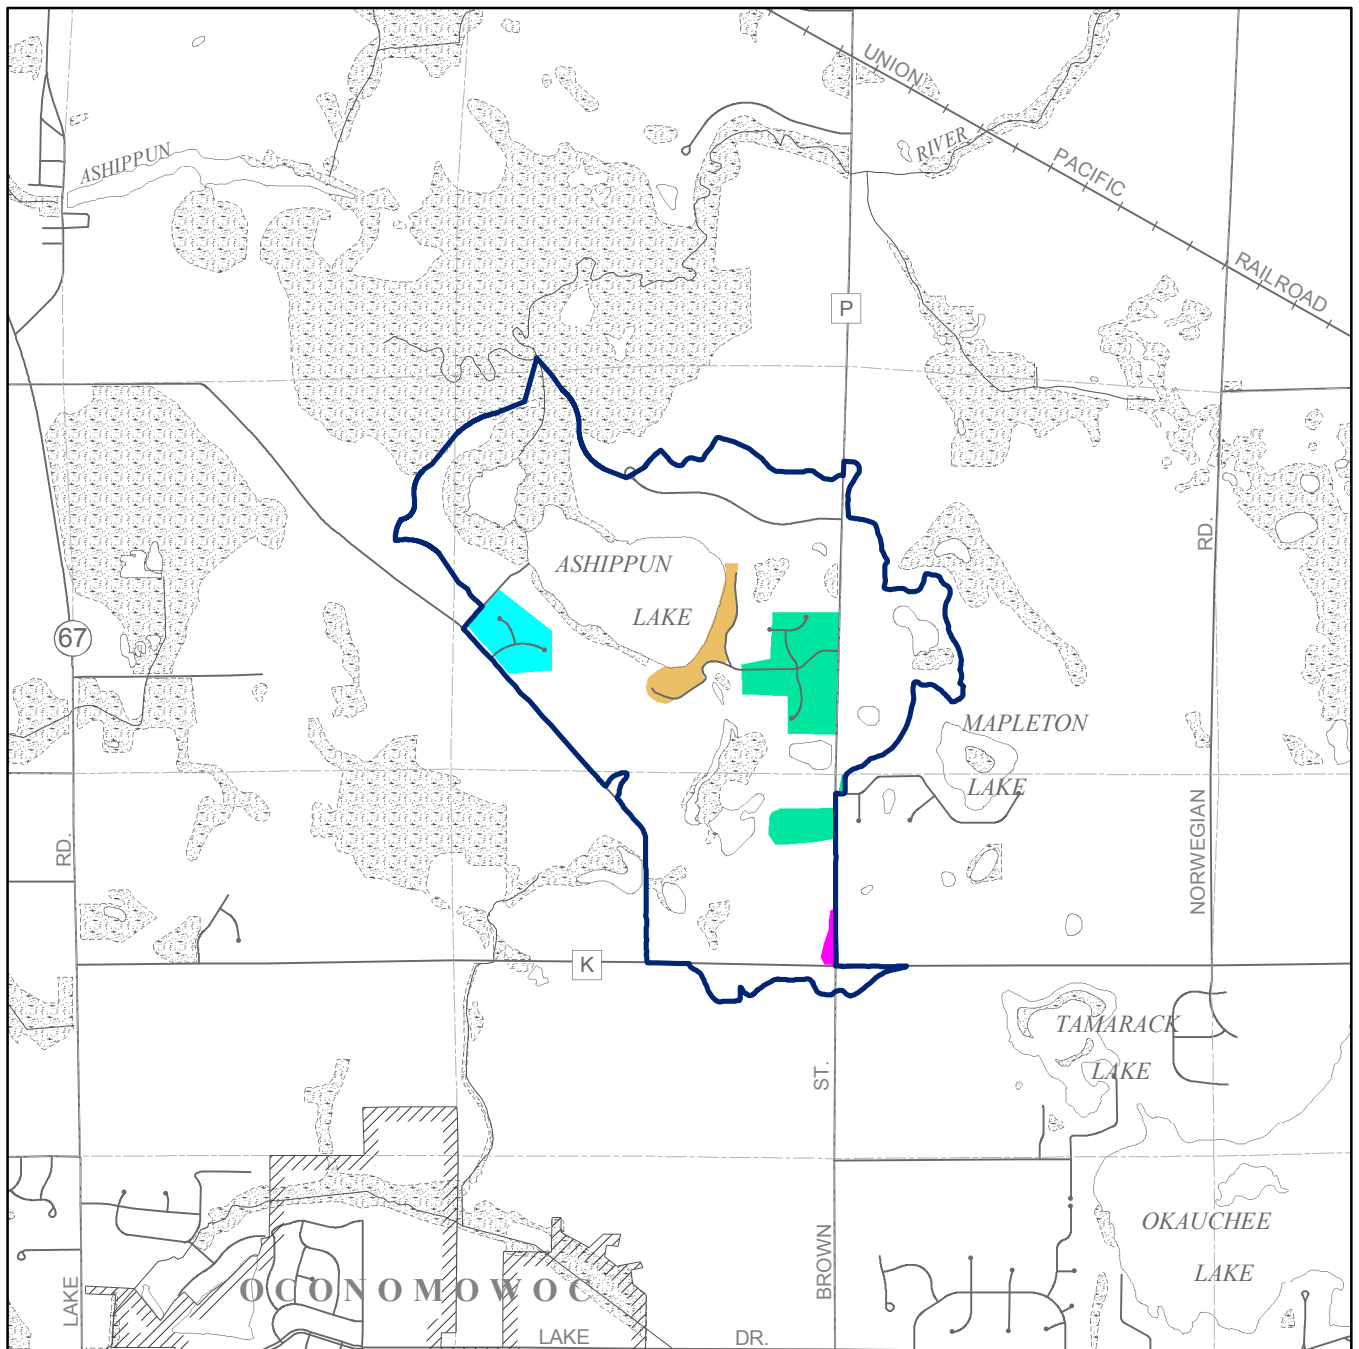 UNION
RIVER
ASHIPPUN
PACIFIC
RAILROAD
P
RD.
ASHIPPUN
LAKE
67
MAPLETON
LAKE
RD.
NORWEGIAN
K
TAMARACK
LAKE
ST.
OKAUCHEE
LAKE
BROWN
OCONOMOWOC
LAKE
LAKE DR.